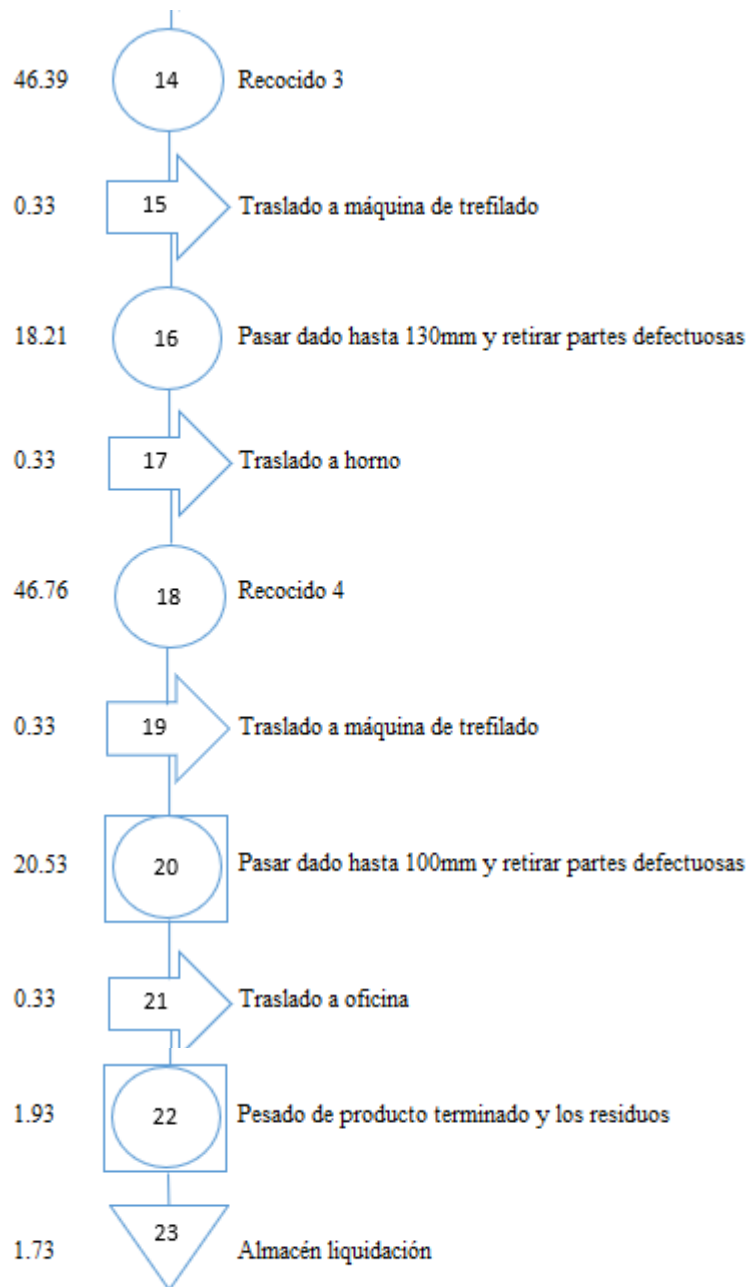 46.39 14 Recocido 3
0.33 15 Traslado a máquina de trefilado
18.21 16 Pasar dado hasta 130mm y retirar partes defectuosas
0.33 17 Traslado a horno
46.76 18 Recocido 4
0.33 19 Traslado a máquina de trefilado
20.53 20 Pasar dado hasta 100mm y retirar partes defectuosas
0.33 21 Traslado a oficina
1.93 22 Pesado de producto terminado y los residuos
1.73 23 Almacén liquidación